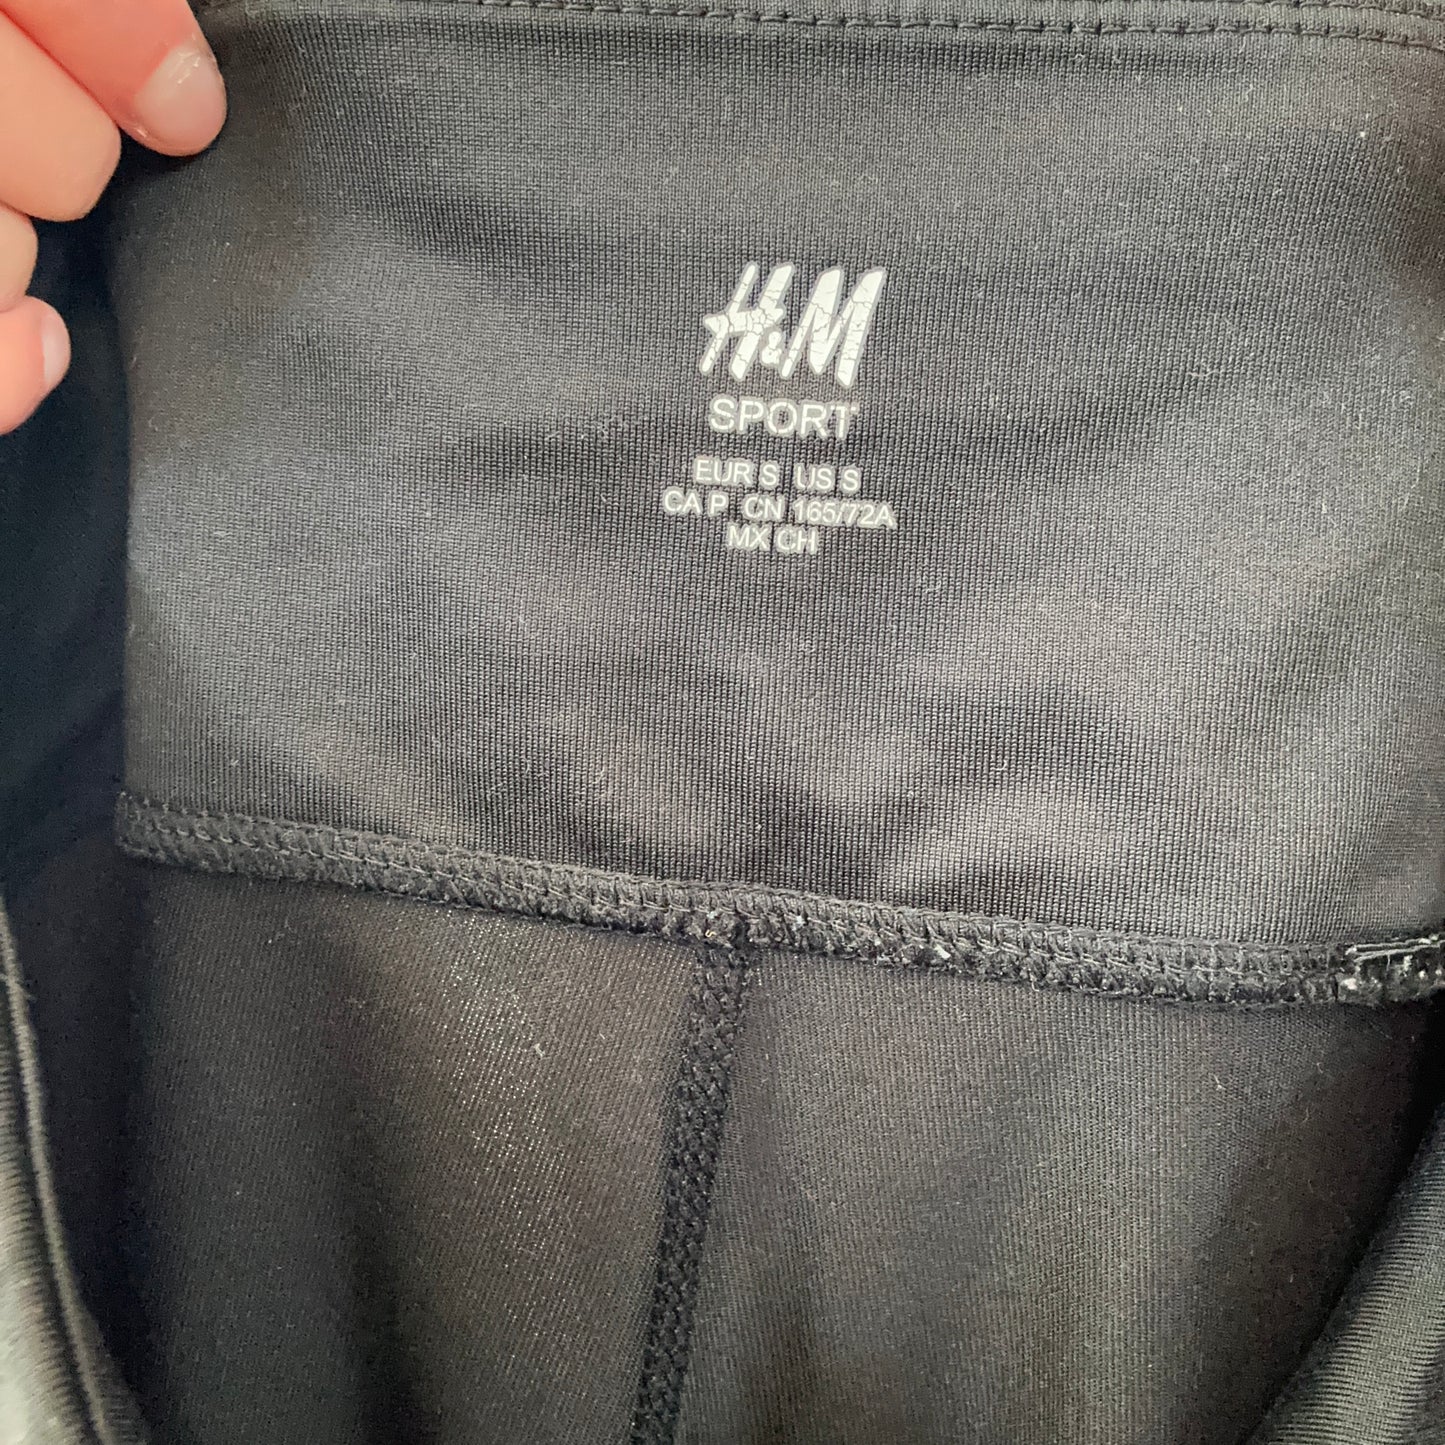 H&M
SPORT
EUR S US S
CA P CN 165/72A
MX CH